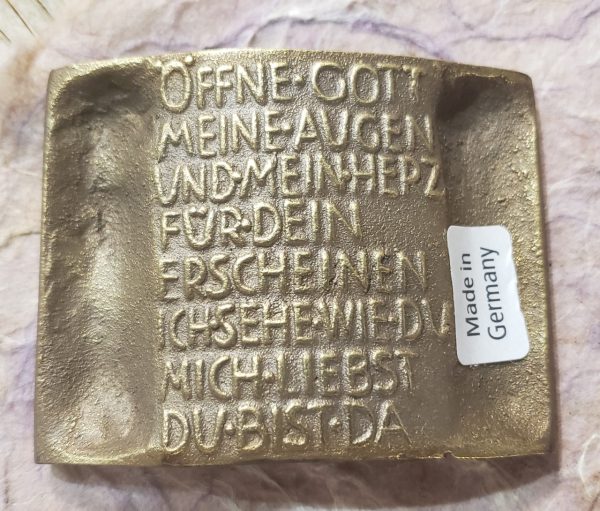 ÖFFNE·GOTT
MEINE·AUGEN
UND·MEIN·HERZ
FÜR·DEIN
ERSCHEINEN
ICH·SEHE·WIE·DU
MICH·LIEBST
DU·BIST·DA
Made in
Germany